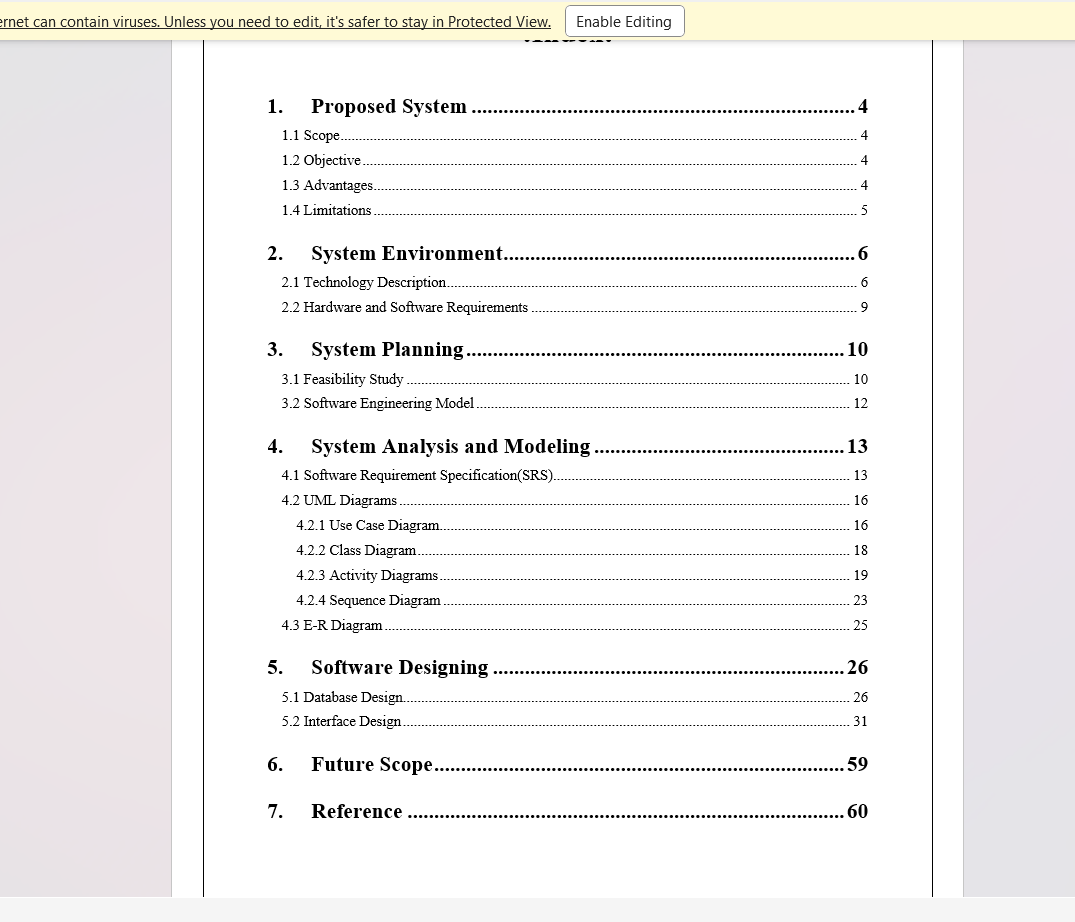 ernet can contain viruses. Unless you need to edit, it's safer to stay in Protected View. Enable Editing
1. Proposed System 4
1.1 Scope 4
1.2 Objective 4
1.3 Advantages 4
1.4 Limitations 5
2. System Environment 6
2.1 Technology Description 6
2.2 Hardware and Software Requirements 9
3. System Planning 10
3.1 Feasibility Study 10
3.2 Software Engineering Model 12
4. System Analysis and Modeling 13
4.1 Software Requirement Specification(SRS) 13
4.2 UML Diagrams 16
4.2.1 Use Case Diagram 16
4.2.2 Class Diagram 18
4.2.3 Activity Diagrams 19
4.2.4 Sequence Diagram 23
4.3 E-R Diagram 25
5. Software Designing 26
5.1 Database Design 26
5.2 Interface Design 31
6. Future Scope 59
7. Reference 60